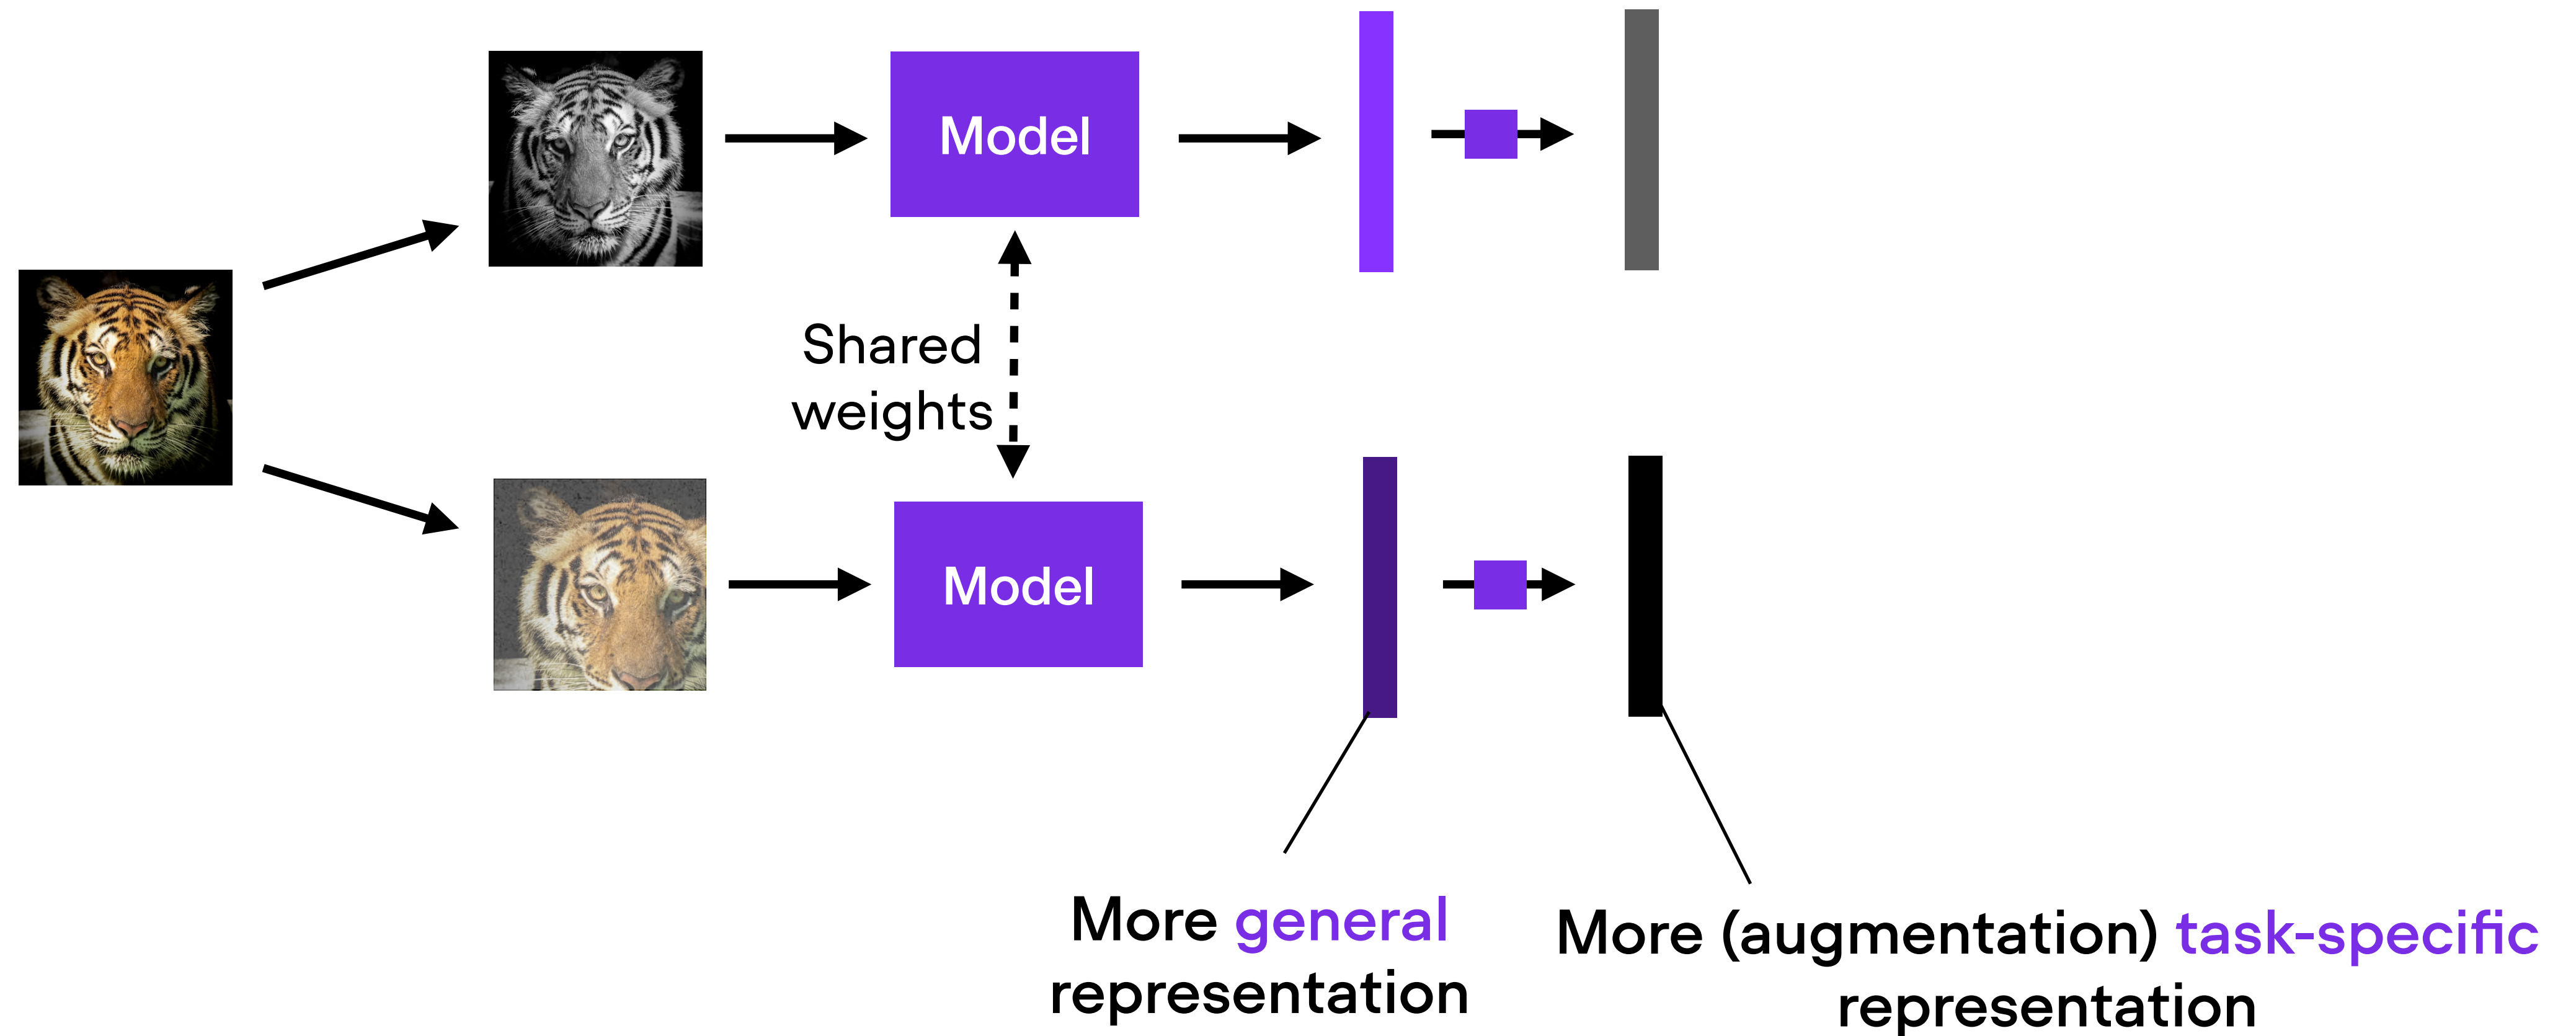 Model
Shared
weights
Model
More general
representation
More (augmentation) task-specific
representation